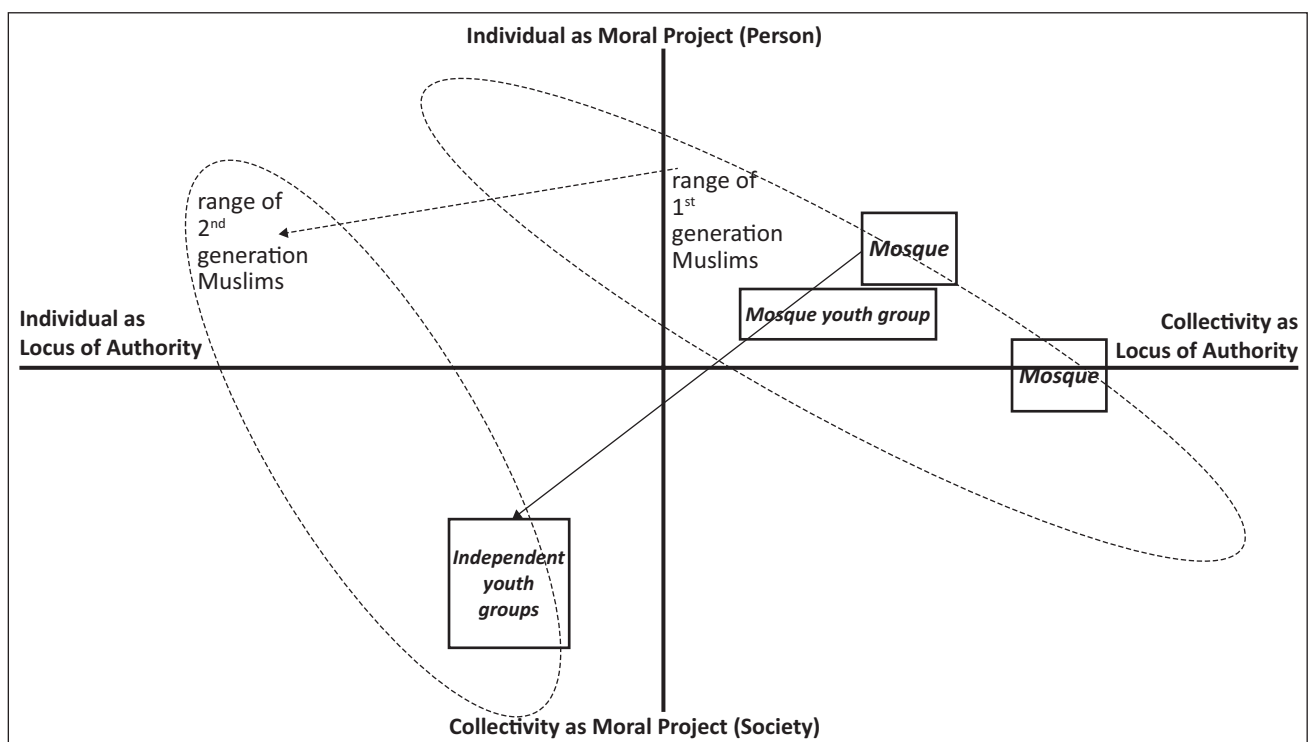 Individual as Moral Project (Person)
range of
2nd
generation
Muslims
range of
1st
generation
Muslims
Mosque
Mosque youth group
Individual as
Locus of Authority
Collectivity as
Locus of Authority
Mosque
Independent
youth
groups
Collectivity as Moral Project (Society)